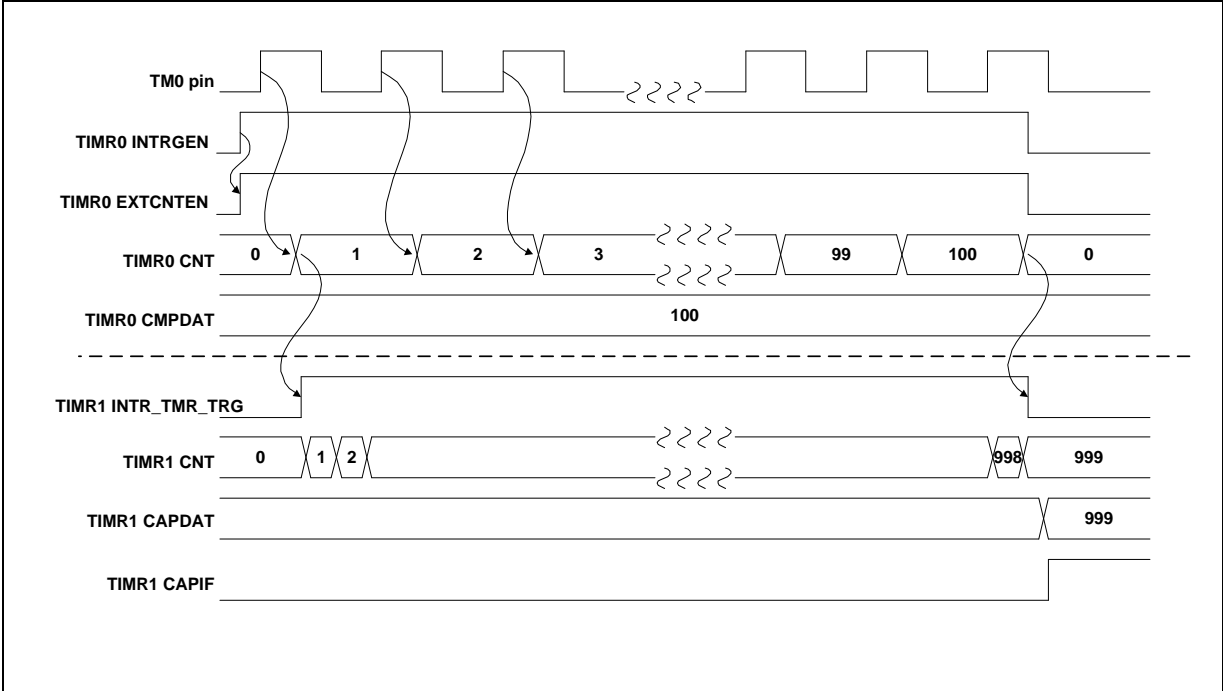 TM0 pin
TIMR0 INTRGEN
TIMR0 EXTCNTEN
TIMR0 CNT 0 1 2 3 99 100 0
TIMR0 CMPDAT 100
TIMR1 INTR_TMR_TRG
TIMR1 CNT 0 1 2 998 999
TIMR1 CAPDAT 999
TIMR1 CAPIF